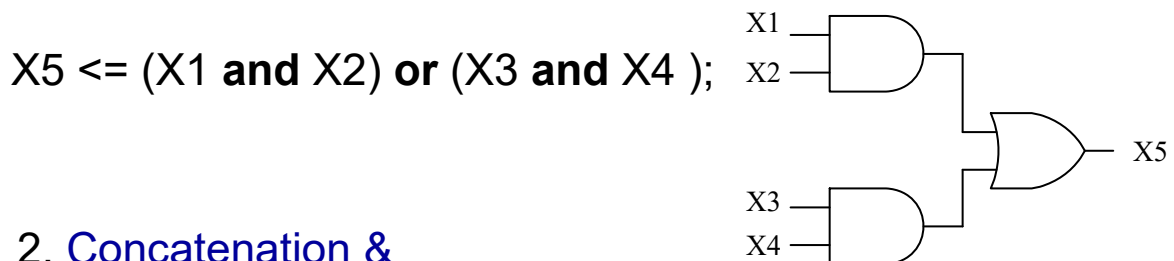 X5 <= (X1 and X2) or (X3 and X4 );
X1
X2
X5
X3
X4
2. Concatenation &